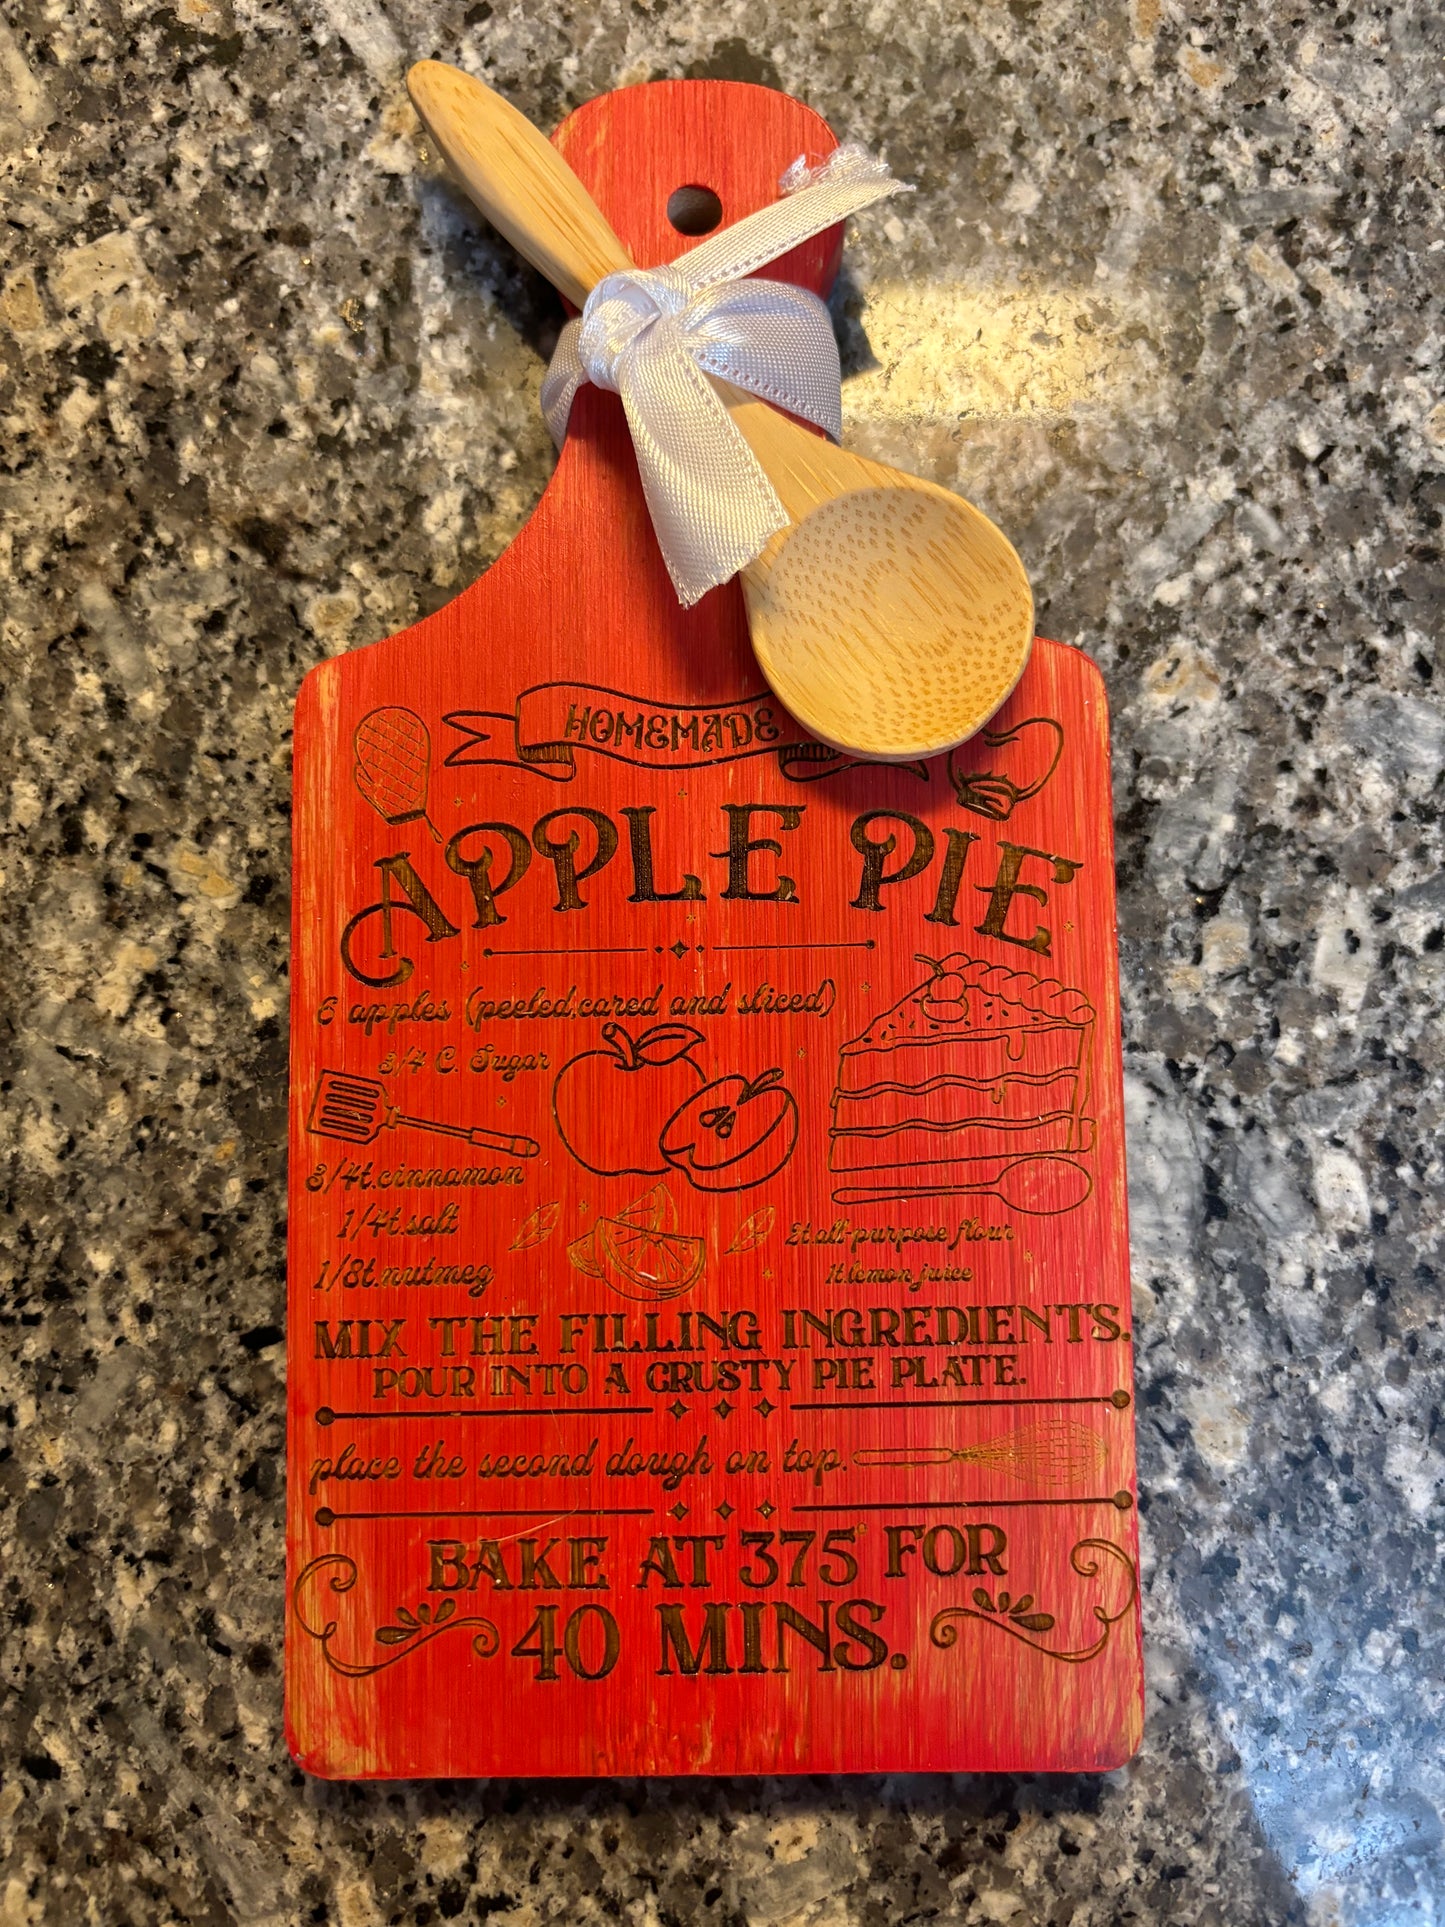 HOMEMADE
APPLE PIE
6 apples (peeled,cared and sliced)
3/4 C. Sugar
3/4t.cinnamon
1/4t.salt
1/8t.nutmeg
2t.all-purpose flour
1t.lemon juice
MIX THE FILLING INGREDIENTS.
POUR INTO A CRUSTY PIE PLATE.
place the second dough on top.
BAKE AT 375° FOR
40 MINS.